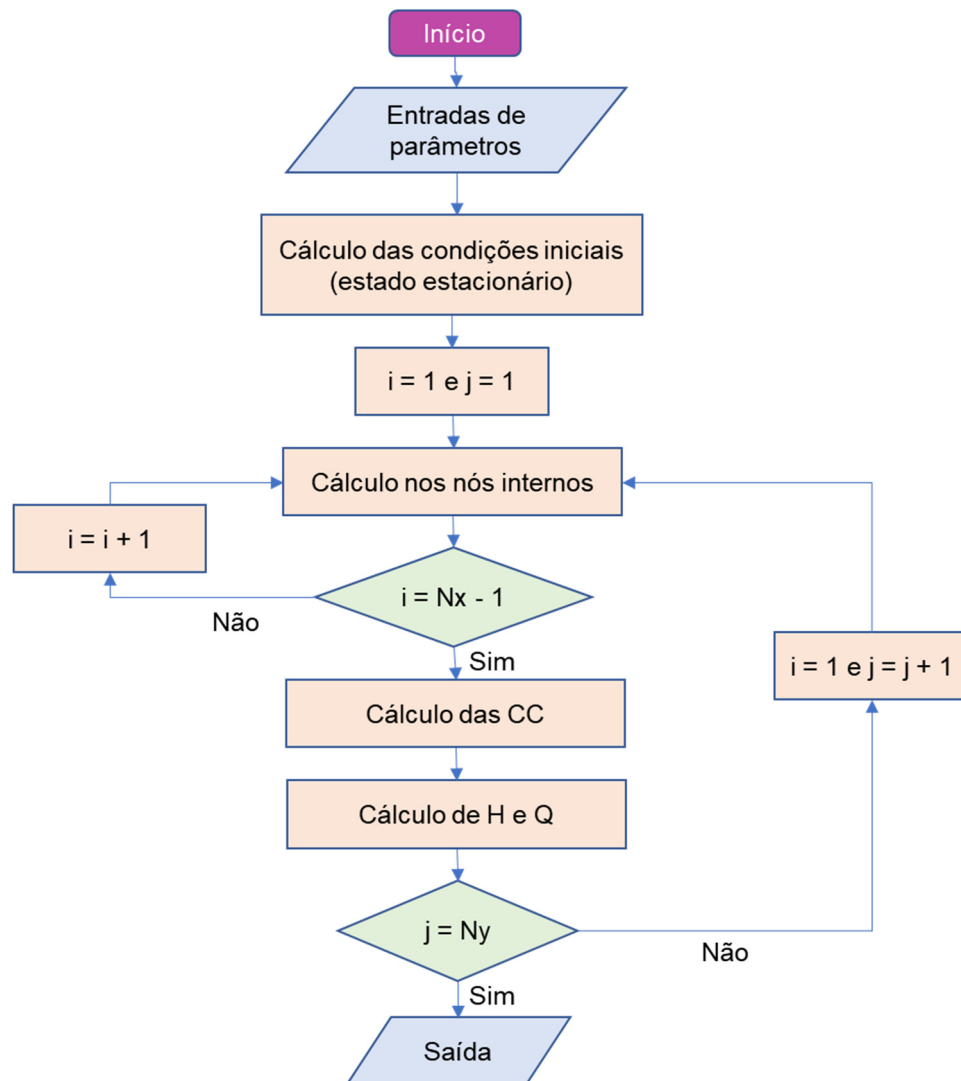 Início
Entradas de
parâmetros
Cálculo das condições iniciais
(estado estacionário)
i = 1 e j = 1
Cálculo nos nós internos
i = i + 1
i = Nx - 1
Não
Sim
i = 1 e j = j + 1
Cálculo das CC
Cálculo de H e Q
j = Ny
Não
Sim
Saída